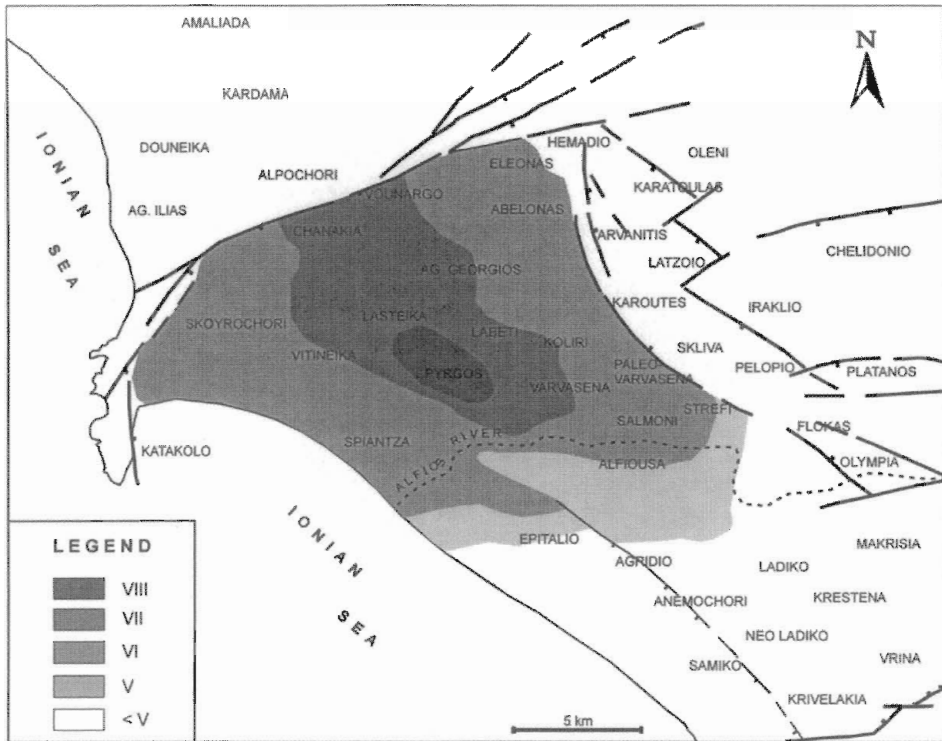 AMALIADA
N
KARDAMA
HEMADIO
DOUNEIKA
OLENI
IONIAN SEA
ALPOCHORI
ELEONAS
KARATOULAS
VOUNARGO
AG. ILIAS
ABELONAS
CHANAKIA
ARVANITIS
CHELIDONIO
LATZOIO
AG. GEORGIOS
KAROUTES
IRAKLIO
LASTEIKA
SKOYROCHORI
LABETI
KOLIRI
SKLIVA
VITINEIKA
PALEO-
VARVASENA
PELOPIO
PLATANOS
PYRGOS
VARVASENA
STREFI
SALMONI
FLOKAS
KATAKOLO
SPIANTZA
ALFIOS RIVER
ALFIOUSA
OLYMPIA
IONIAN SEA
EPITALIO
MAKRISIA
AGRIDIO
LADIKO
ANEMOCHORI
KRESTENA
NEO LADIKO
SAMIKO
VRINA
KRIVELAKIA
5 km
LEGEND
VIII
VII
VI
V
< V